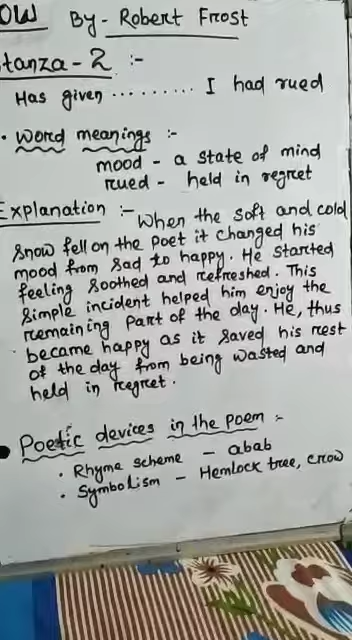 OW By - Robert Frost
tanza - 2 :-
Has given .......... I had rued
• Word meanings :-
mood - a state of mind
rued - held in regret
Explanation :- When the soft and cold
snow fell on the poet it changed his
mood from sad to happy. He started
feeling soothed and refreshed. This
simple incident helped him enjoy the
remaining part of the day. He, thus
became happy as it saved his rest
of the day from being wasted and
held in regret.
• Poetic devices in the poem :-
• Rhyme scheme - abab
• Symbolism - Hemlock tree, crow